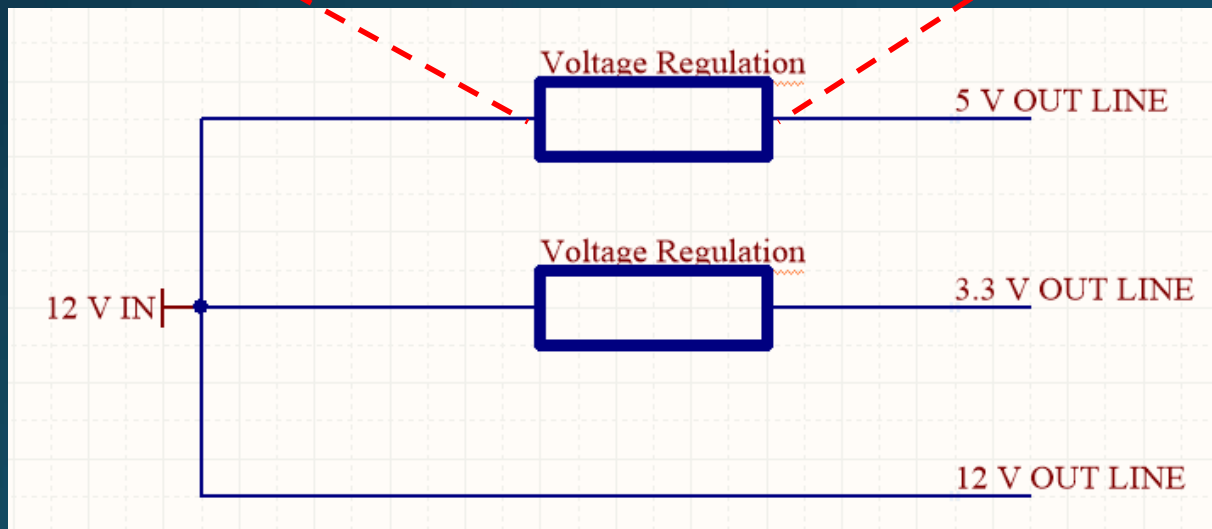 Voltage Regulation
5 V OUT LINE
Voltage Regulation
3.3 V OUT LINE
12 V IN
12 V OUT LINE